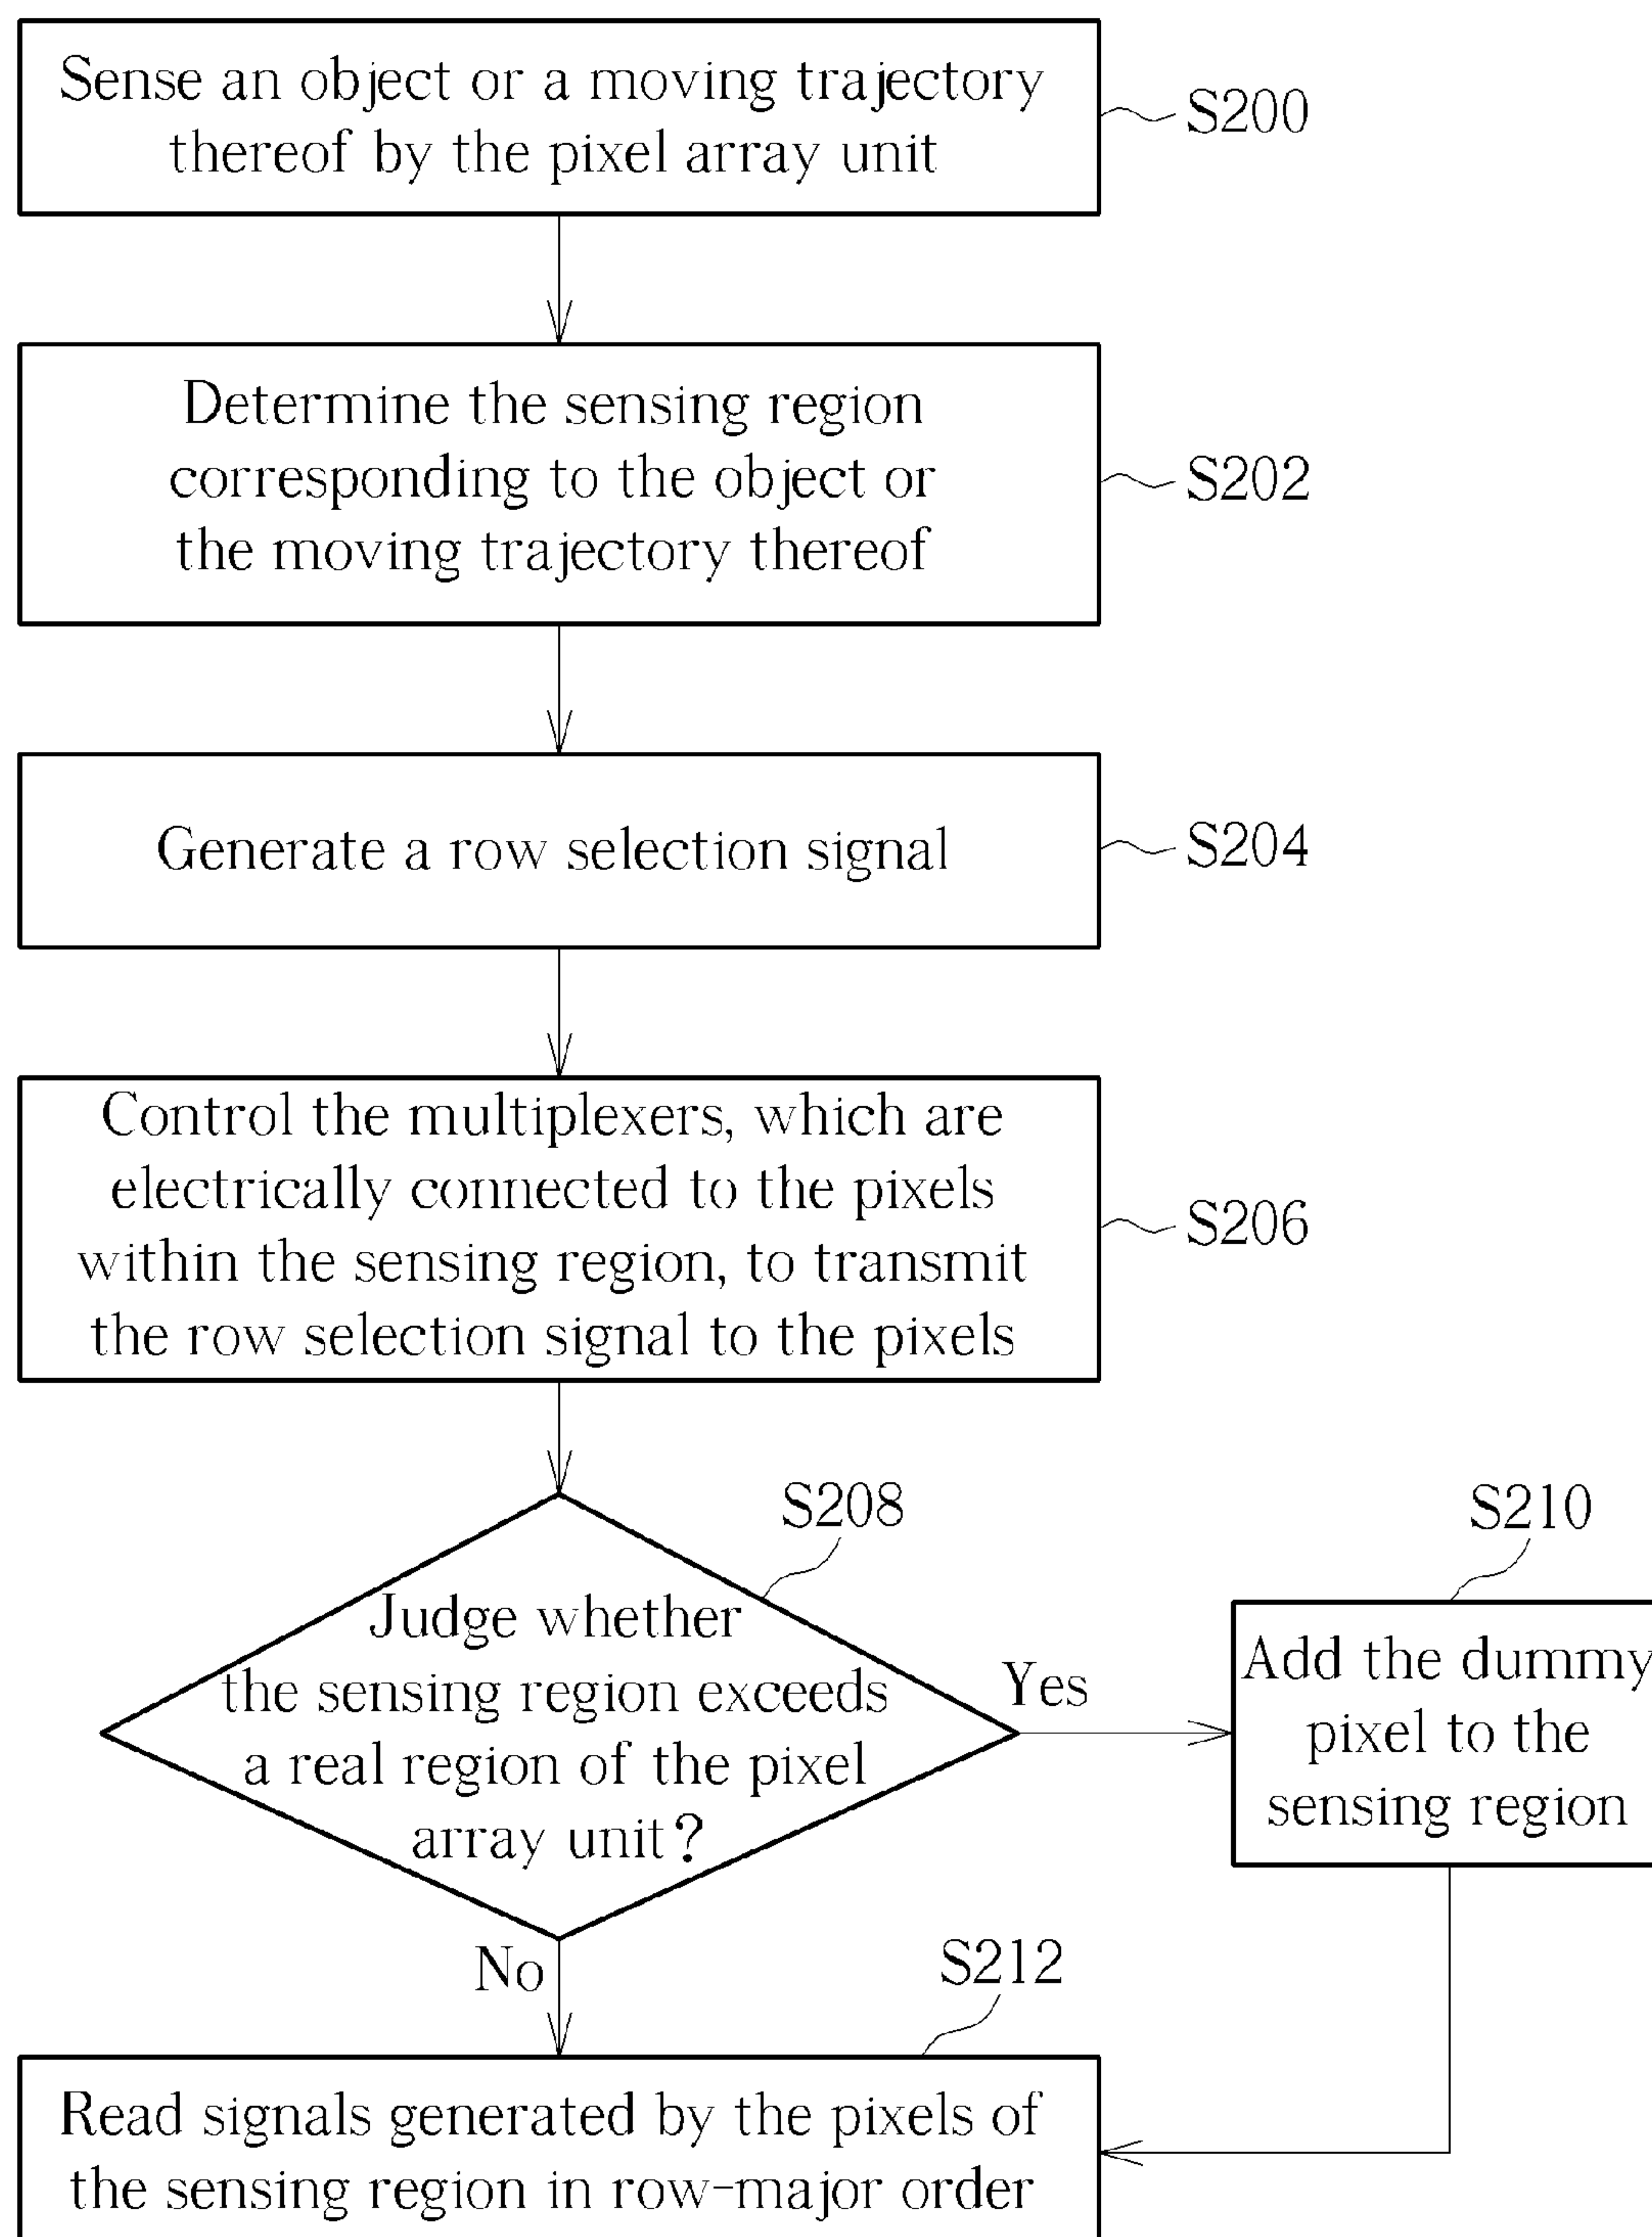 Sense an object or a moving trajectory
thereof by the pixel array unit
S200
Determine the sensing region
corresponding to the object or
the moving trajectory thereof
S202
Generate a row selection signal
S204
Control the multiplexers, which are
electrically connected to the pixels
within the sensing region, to transmit
the row selection signal to the pixels
S206
S208
Judge whether
the sensing region exceeds
a real region of the pixel
array unit?
Yes
S210
Add the dummy
pixel to the
sensing region
No
S212
Read signals generated by the pixels of
the sensing region in row-major order